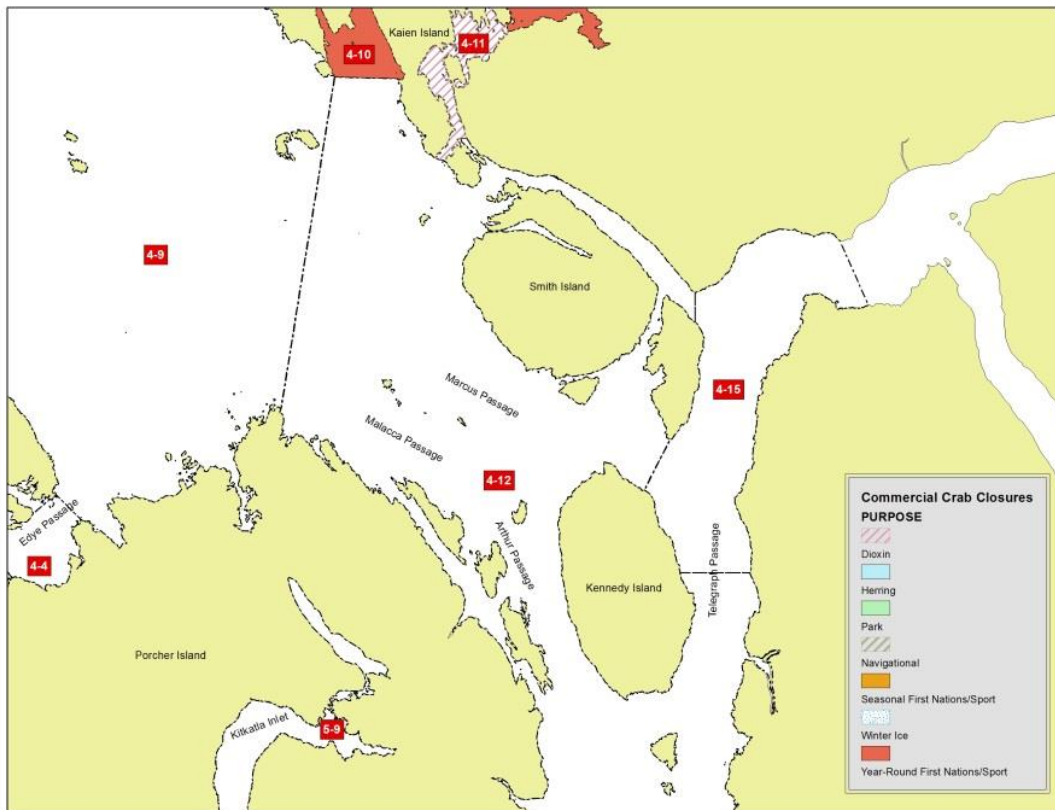 Kaien Island
4-11
4-10
4-9
Smith Island
Marcus Passage
4-15
Malacca Passage
4-12
Edye Passage
4-4
Arthur Passage
Kennedy Island
Telegraph Passage
Porcher Island
Kitkatla Inlet
5-9
Commercial Crab Closures
PURPOSE
Dioxin
Herring
Park
Navigational
Seasonal First Nations/Sport
Winter Ice
Year-Round First Nations/Sport